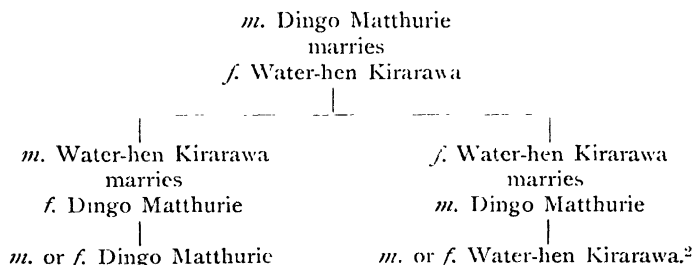 m. Dingo Matthurie
marries
f. Water-hen Kirarawa
m. Water-hen Kirarawa f. Water-hen Kirarawa
marries marries
f. Dingo Matthurie m. Dingo Matthurie
m. or f. Dingo Matthurie m. or f. Water-hen Kirarawa.²